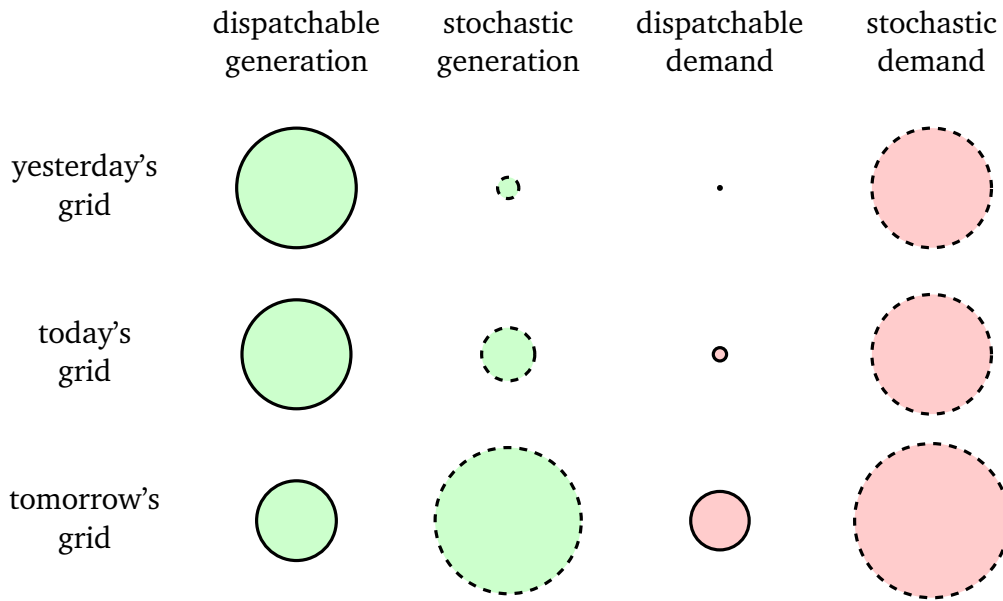 dispatchable
generation
stochastic
generation
dispatchable
demand
stochastic
demand
yesterday’s
grid
today’s
grid
tomorrow’s
grid